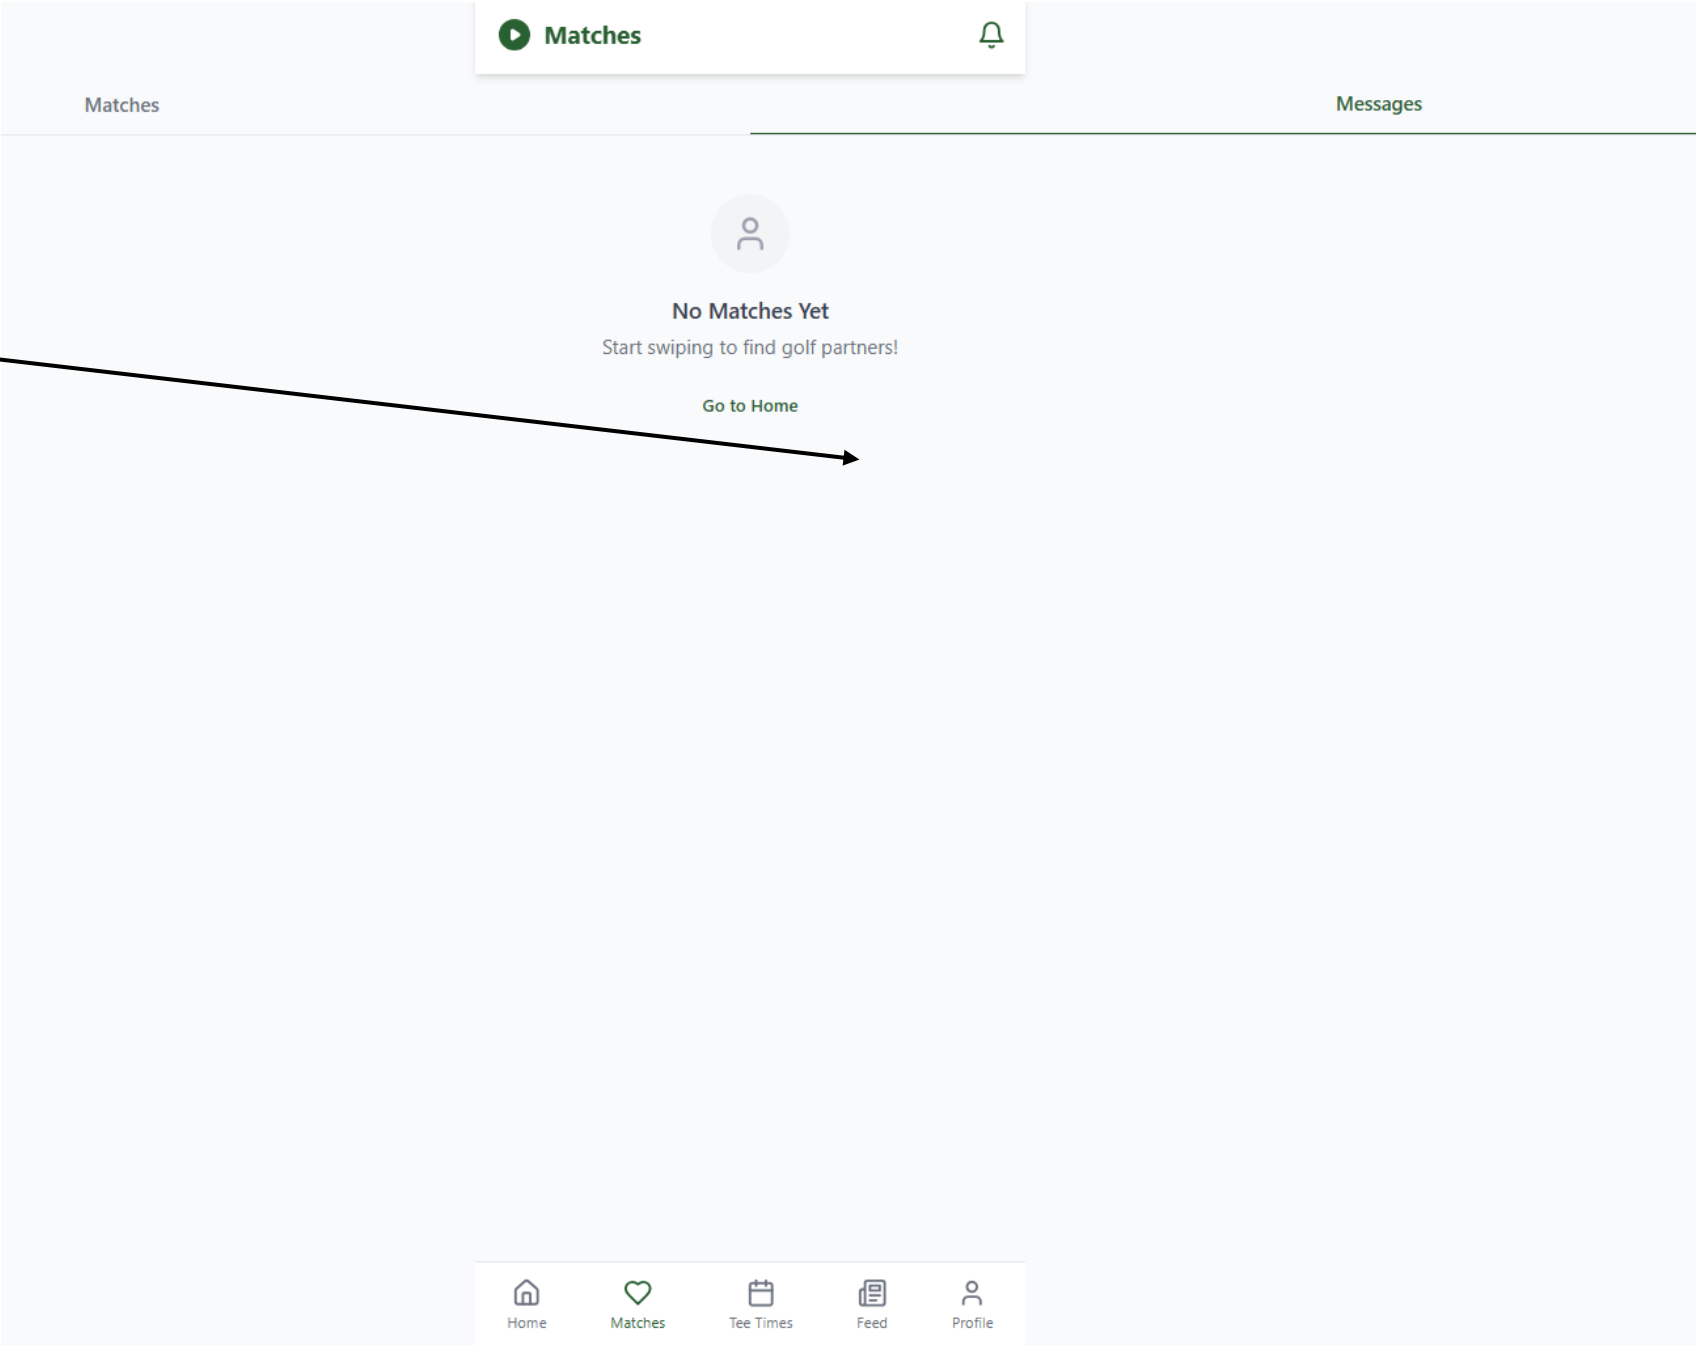 Matches
Matches
Messages
No Matches Yet
Start swiping to find golf partners!
Go to Home
Home
Matches
Tee Times
Feed
Profile